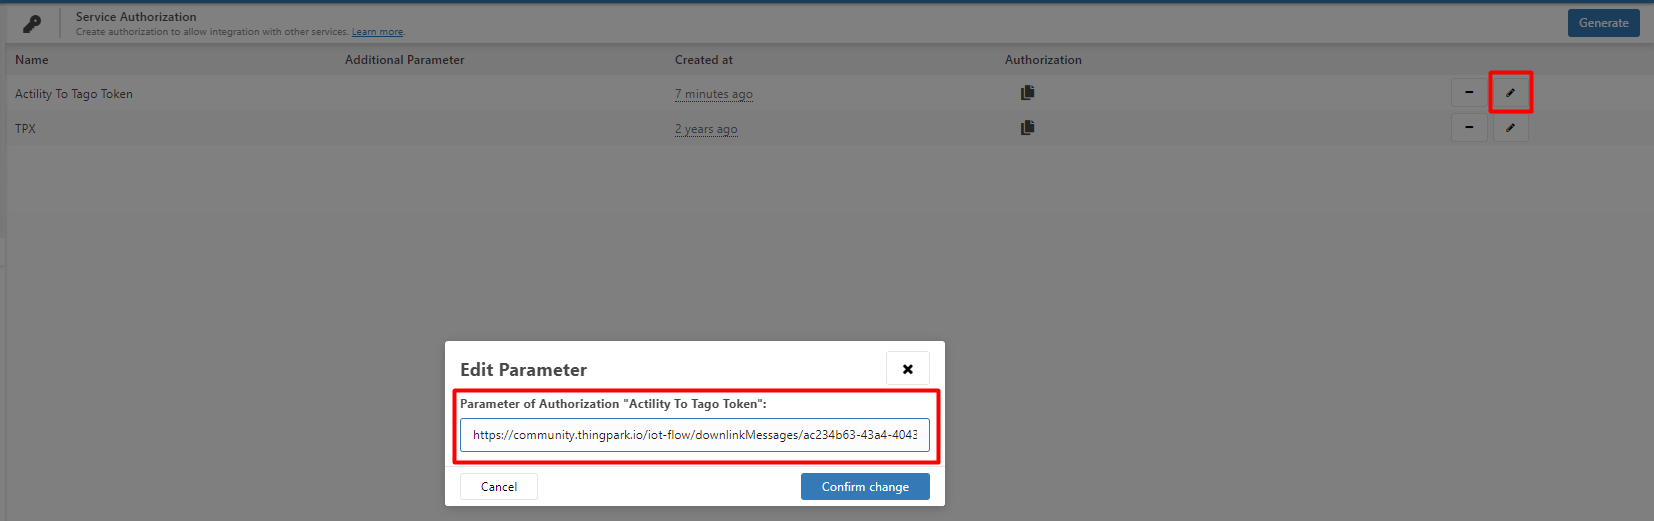 Service Authorization
Create authorization to allow integration with other services. Learn more.
Generate
Name Additional Parameter Created at Authorization
Actility To Tago Token 7 minutes ago
TPX 2 years ago
Edit Parameter
Parameter of Authorization "Actility To Tago Token":
https://community.thingpark.io/iot-flow/downlinkMessages/ac234b63-43a4-4043
Cancel Confirm change